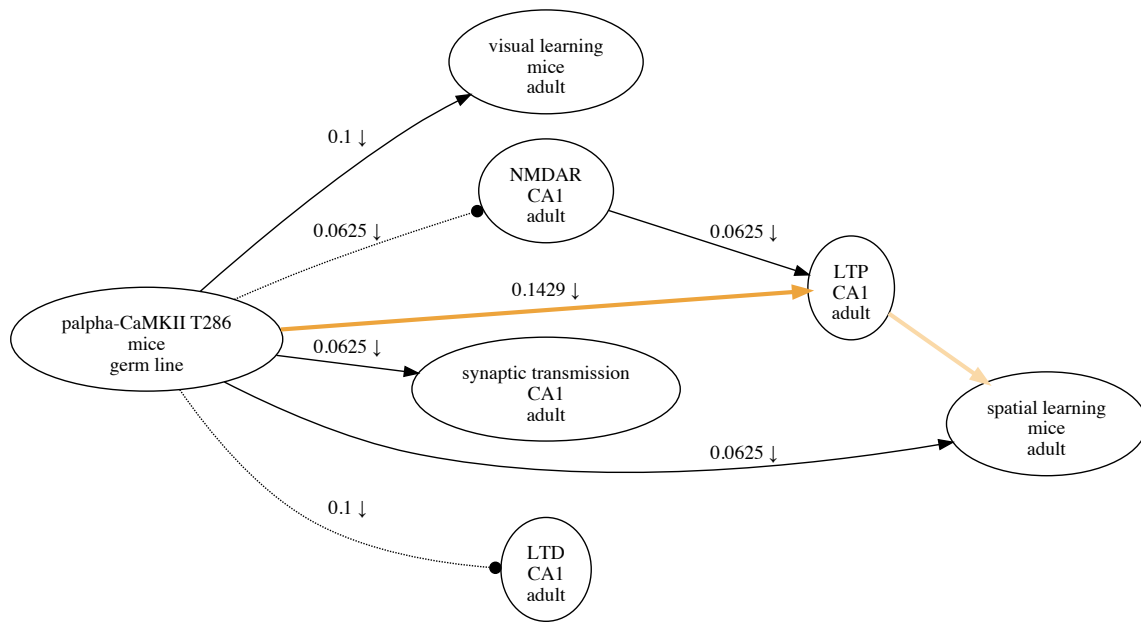 visual learning
mice
adult
0.1 ↓
NMDAR
CA1
adult
0.0625 ↓
0.0625 ↓
LTP
CA1
adult
0.1429 ↓
palpha-CaMKII T286
mice
germ line
0.0625 ↓
synaptic transmission
CA1
adult
0.0625 ↓
spatial learning
mice
adult
0.1 ↓
LTD
CA1
adult